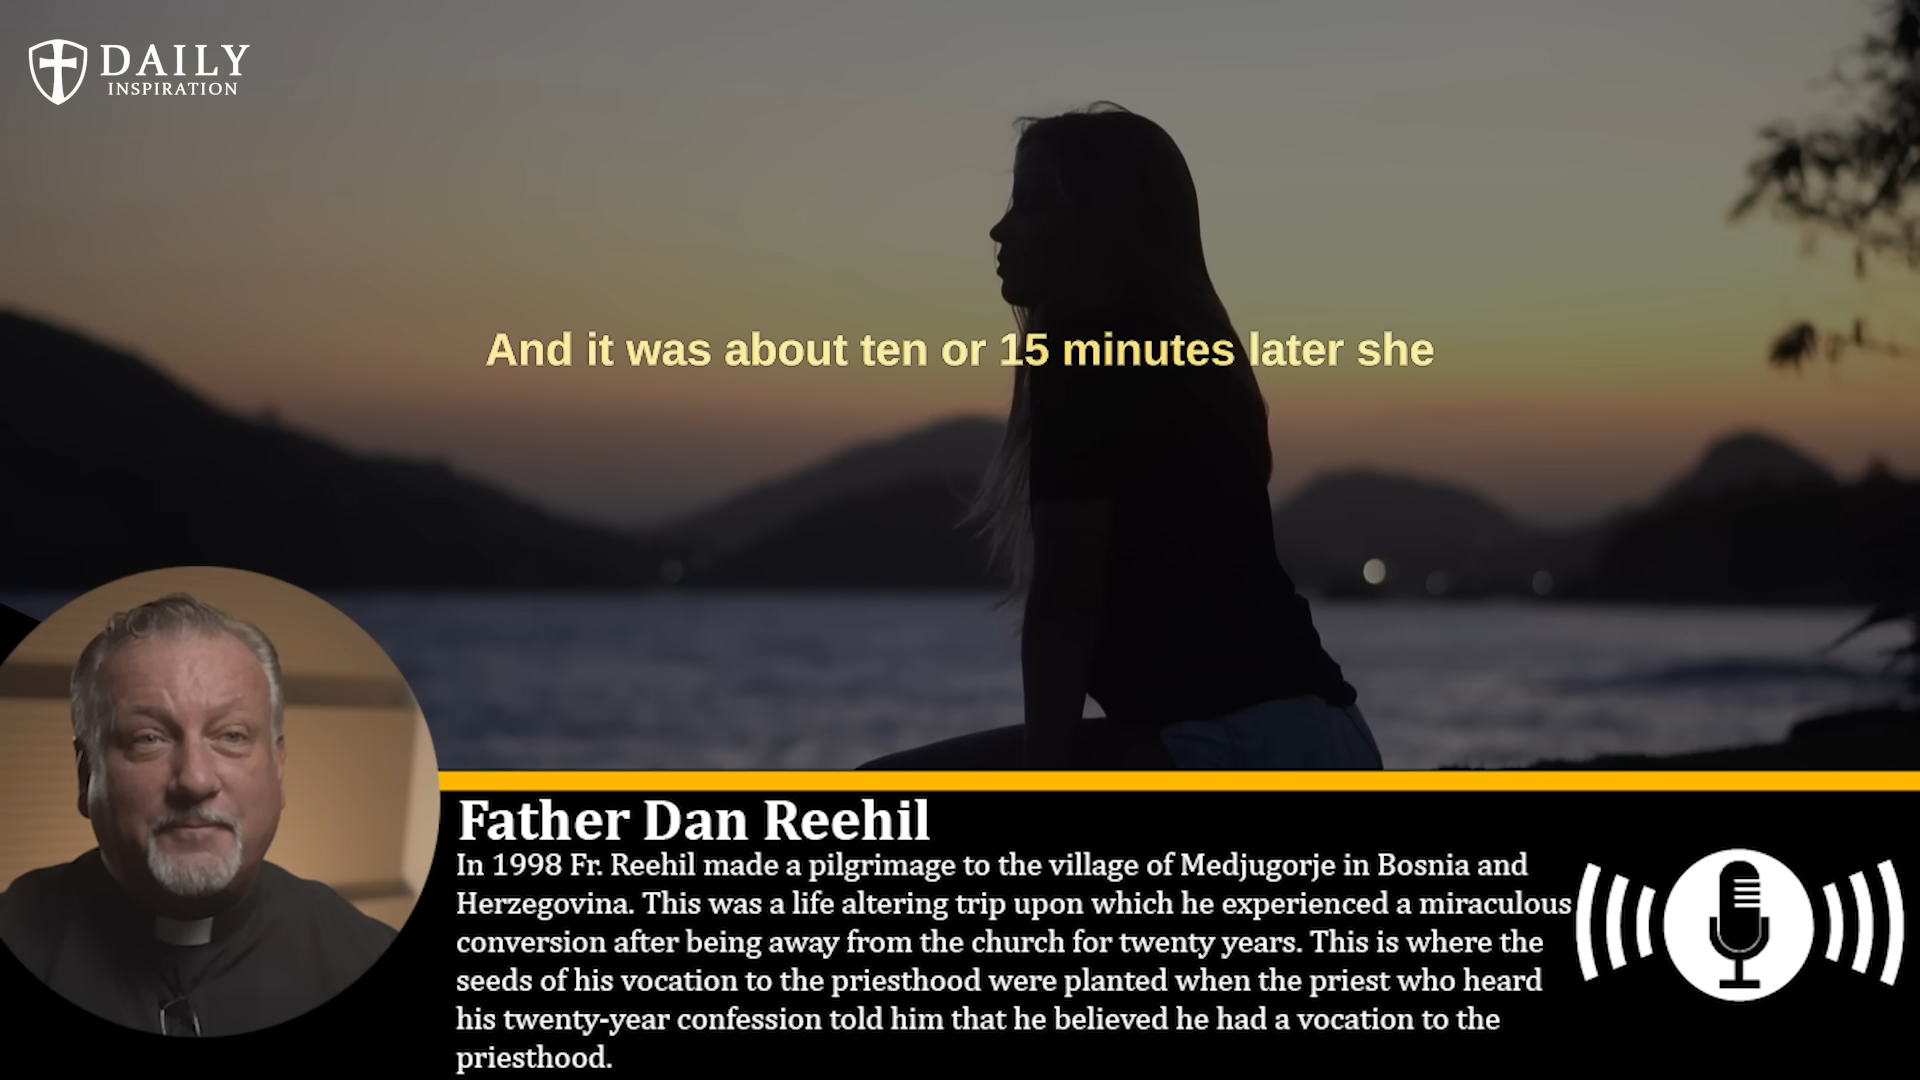 DAILY
INSPIRATION
And it was about ten or 15 minutes later she
Father Dan Reehil
In 1998 Fr. Reehil made a pilgrimage to the village of Medjugorje in Bosnia and
Herzegovina. This was a life altering trip upon which he experienced a miraculous
conversion after being away from the church for twenty years. This is where the
seeds of his vocation to the priesthood were planted when the priest who heard
his twenty-year confession told him that he believed he had a vocation to the
priesthood.